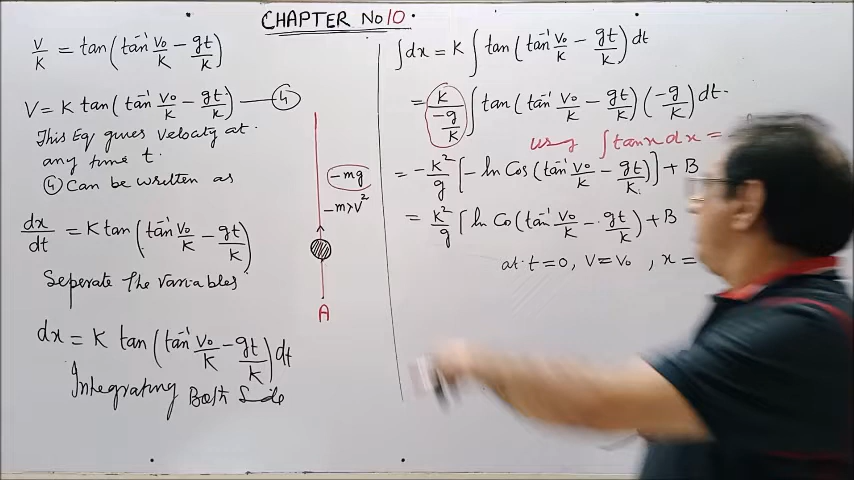 CHAPTER No 10.
v/K = tan(tan⁻¹ v₀/K − gt/K)
V = K tan(tan⁻¹ v₀/K − gt/K) — ④
This Eq gives Velocity at
any time t.
④ Can be written as
dx/dt = K tan(tan⁻¹ v₀/K − gt/K)
Seperate The Variables
dx = K tan(tan⁻¹ v₀/K − gt/K) dt
Integrating Both Side
−mg
−mγv²
A
∫dx = K ∫ tan(tan⁻¹ v₀/K − gt/K) dt
= K/(−g/K) ∫ tan(tan⁻¹ v₀/K − gt/K) (−g/K) dt.
using ∫tanx dx =
= −K²/g [− ln Cos(tan⁻¹ v₀/K − gt/K)] + B
= K²/g [ln Co(tan⁻¹ v₀/K − gt/K) + B
at t=0, V=v₀ , x =